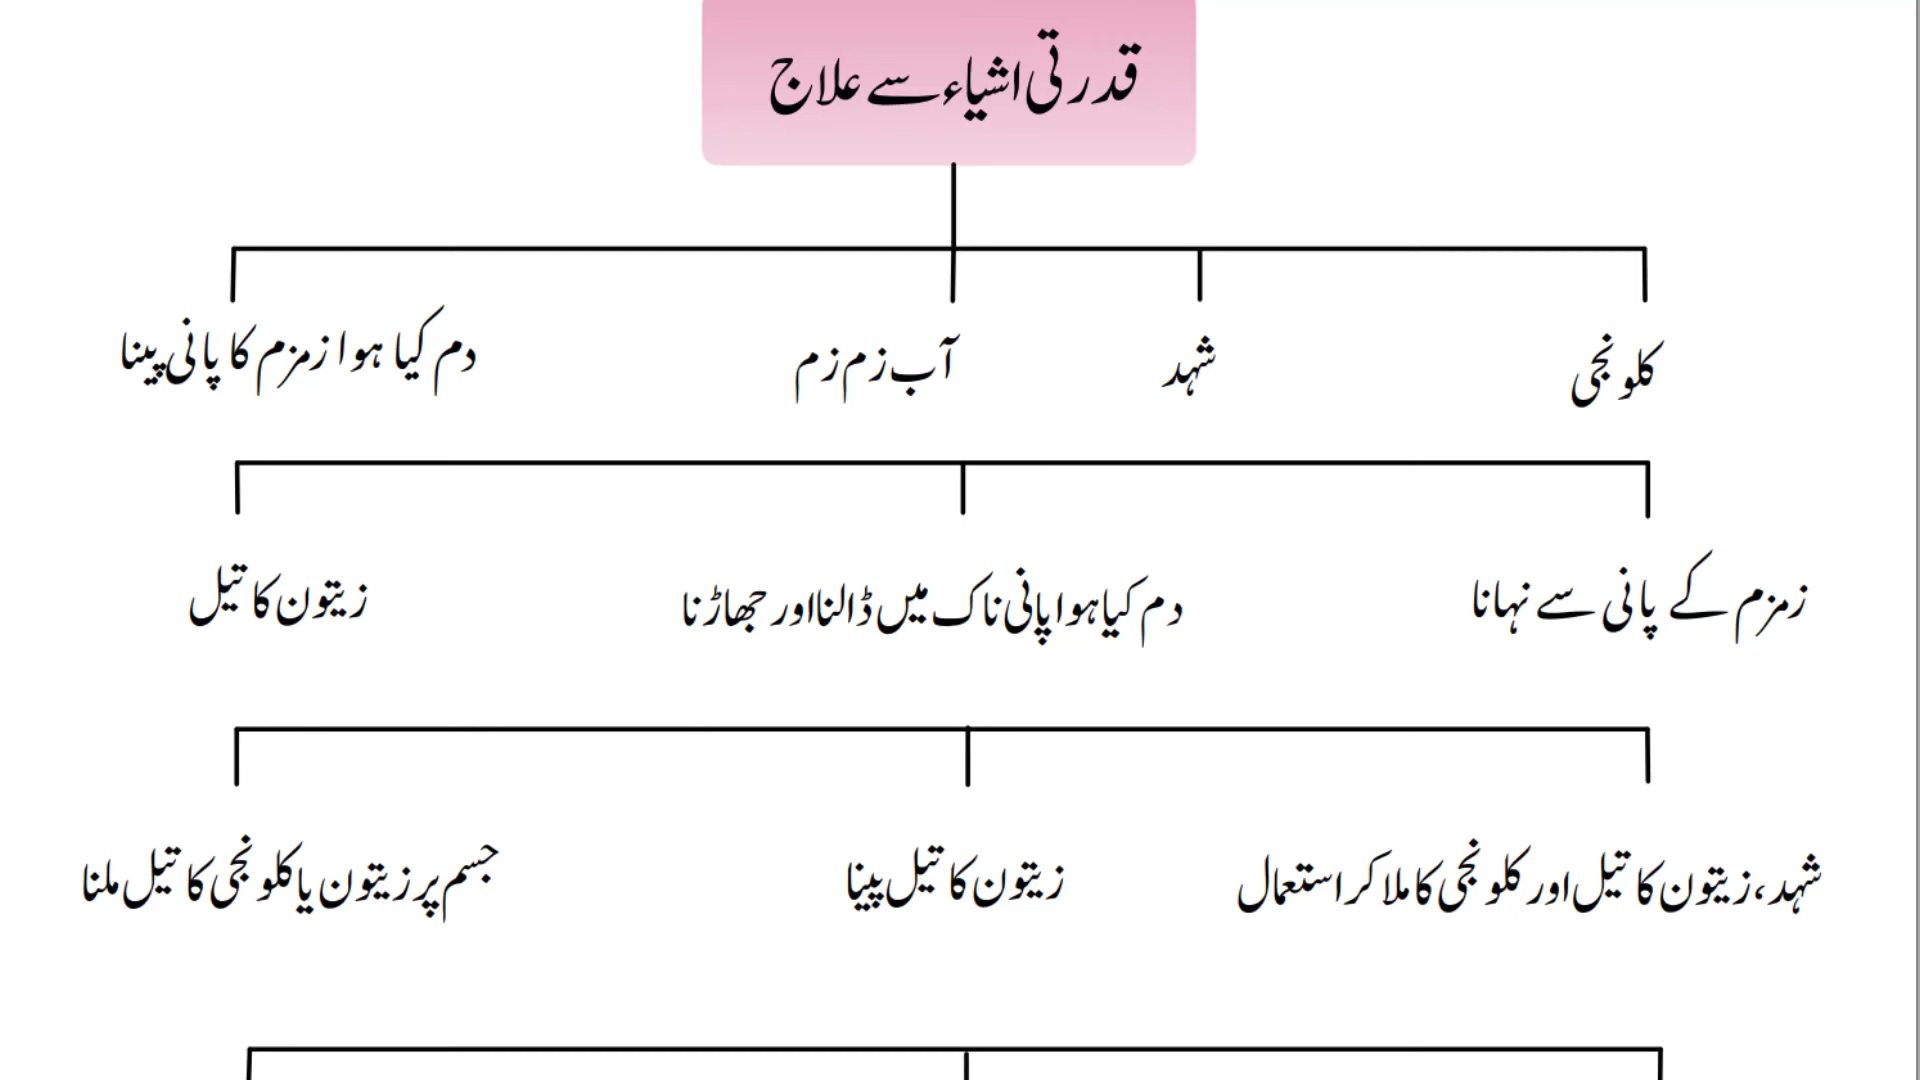 قدرتی اشیاء سے علاج
کلونجی
شہد
آب زم زم
دم کیا ہوا زمزم کا پانی پینا
زمزم کے پانی سے نہانا
دم کیا ہوا پانی ناک میں ڈالنا اور جھاڑنا
زیتون کا تیل
شہد، زیتون کا تیل اور کلونجی کا ملا کر استعمال
زیتون کا تیل پینا
جسم پر زیتون یا کلونجی کا تیل ملنا